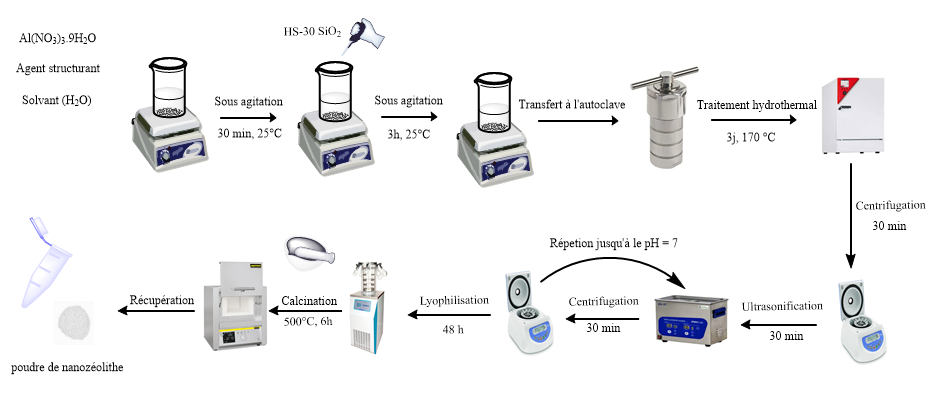 Al(NO3)3.9H2O
Agent structurant
Solvant (H2O)
Sous agitation
30 min, 25°C
HS-30 SiO2
Sous agitation
3h, 25°C
Transfert à l'autoclave
Traitement hydrothermal
3j, 170 °C
Centrifugation
30 min
Ultrasonification
30 min
Répetion jusqu'à le pH = 7
Centrifugation
30 min
Lyophilisation
48 h
Calcination
500°C, 6h
Récupération
poudre de nanozéolithe